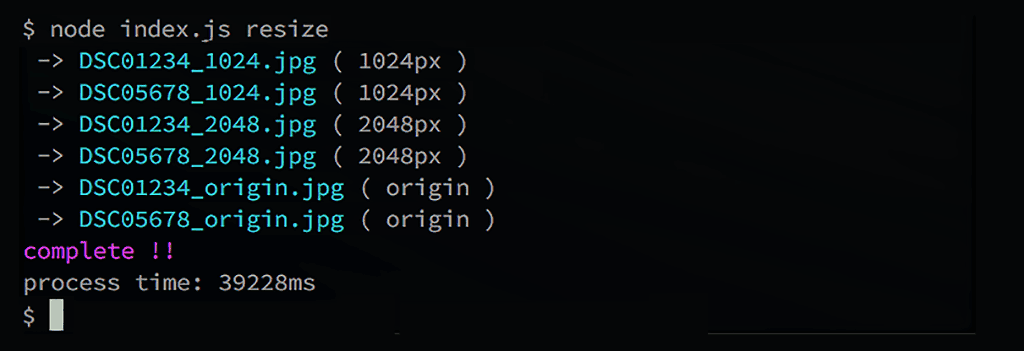 $ node index.js resize
-> DSC01234_1024.jpg ( 1024px )
-> DSC05678_1024.jpg ( 1024px )
-> DSC01234_2048.jpg ( 2048px )
-> DSC05678_2048.jpg ( 2048px )
-> DSC01234_origin.jpg ( origin )
-> DSC05678_origin.jpg ( origin )
complete !!
process time: 39228ms
$